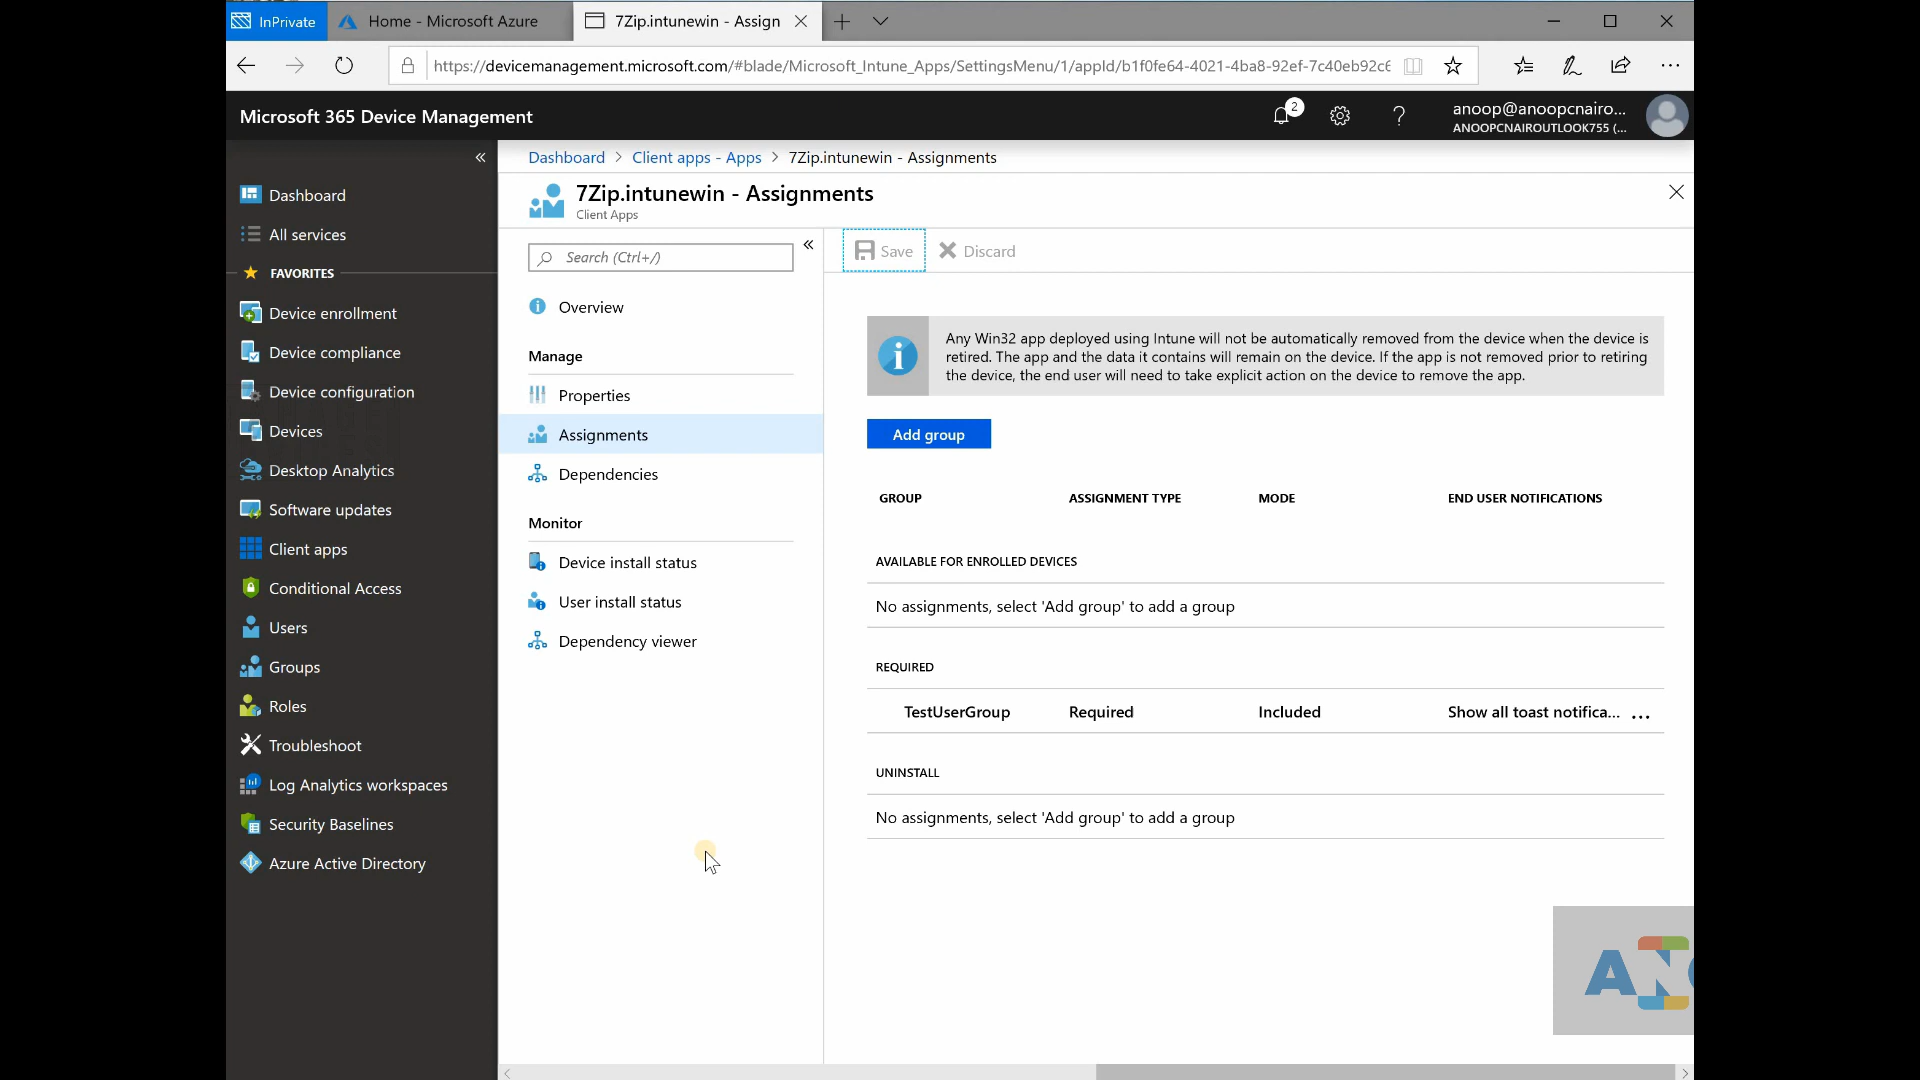 InPrivate
Home - Microsoft Azure
7Zip.intunewin - Assign
https://devicemanagement.microsoft.com/#blade/Microsoft_Intune_Apps/SettingsMenu/1/appId/b1f0fe64-4021-4ba8-92ef-7c40eb92c6
Microsoft 365 Device Management
2
anoop@anoopcnairo...
ANOOPCNAIROUTLOOK755 (...
Dashboard
All services
FAVORITES
Device enrollment
Device compliance
Device configuration
Devices
Desktop Analytics
Software updates
Client apps
Conditional Access
Users
Groups
Roles
Troubleshoot
Log Analytics workspaces
Security Baselines
Azure Active Directory
Dashboard > Client apps - Apps > 7Zip.intunewin - Assignments
7Zip.intunewin - Assignments
Client Apps
Search (Ctrl+/)
Overview
Manage
Properties
Assignments
Dependencies
Monitor
Device install status
User install status
Dependency viewer
Save Discard
Any Win32 app deployed using Intune will not be automatically removed from the device when the device is
retired. The app and the data it contains will remain on the device. If the app is not removed prior to retiring
the device, the end user will need to take explicit action on the device to remove the app.
Add group
GROUP ASSIGNMENT TYPE MODE END USER NOTIFICATIONS
AVAILABLE FOR ENROLLED DEVICES
No assignments, select 'Add group' to add a group
REQUIRED
TestUserGroup Required Included Show all toast notifica... ...
UNINSTALL
No assignments, select 'Add group' to add a group